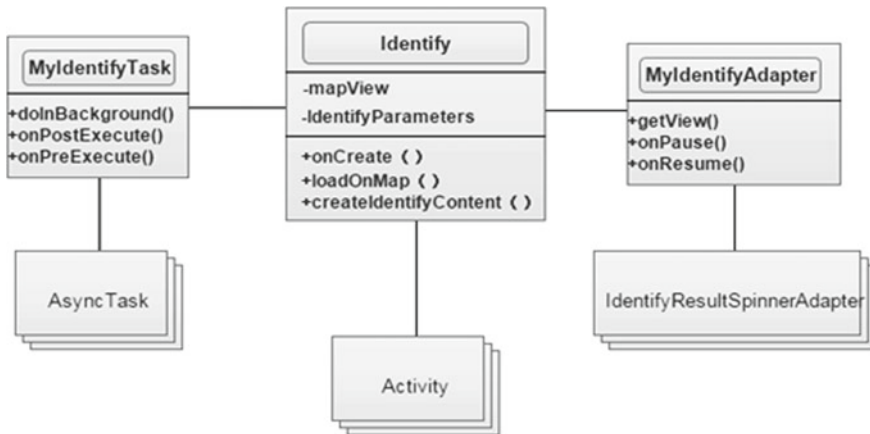 MyIdentifyTask
+doInBackground()
+onPostExecute()
+onPreExecute()
Identify
-mapView
-IdentifyParameters
+onCreate ( )
+loadOnMap ( )
+createIdentifyContent ( )
MyIdentifyAdapter
+getView()
+onPause()
+onResume()
AsyncTask
Activity
IdentifyResultSpinnerAdapter